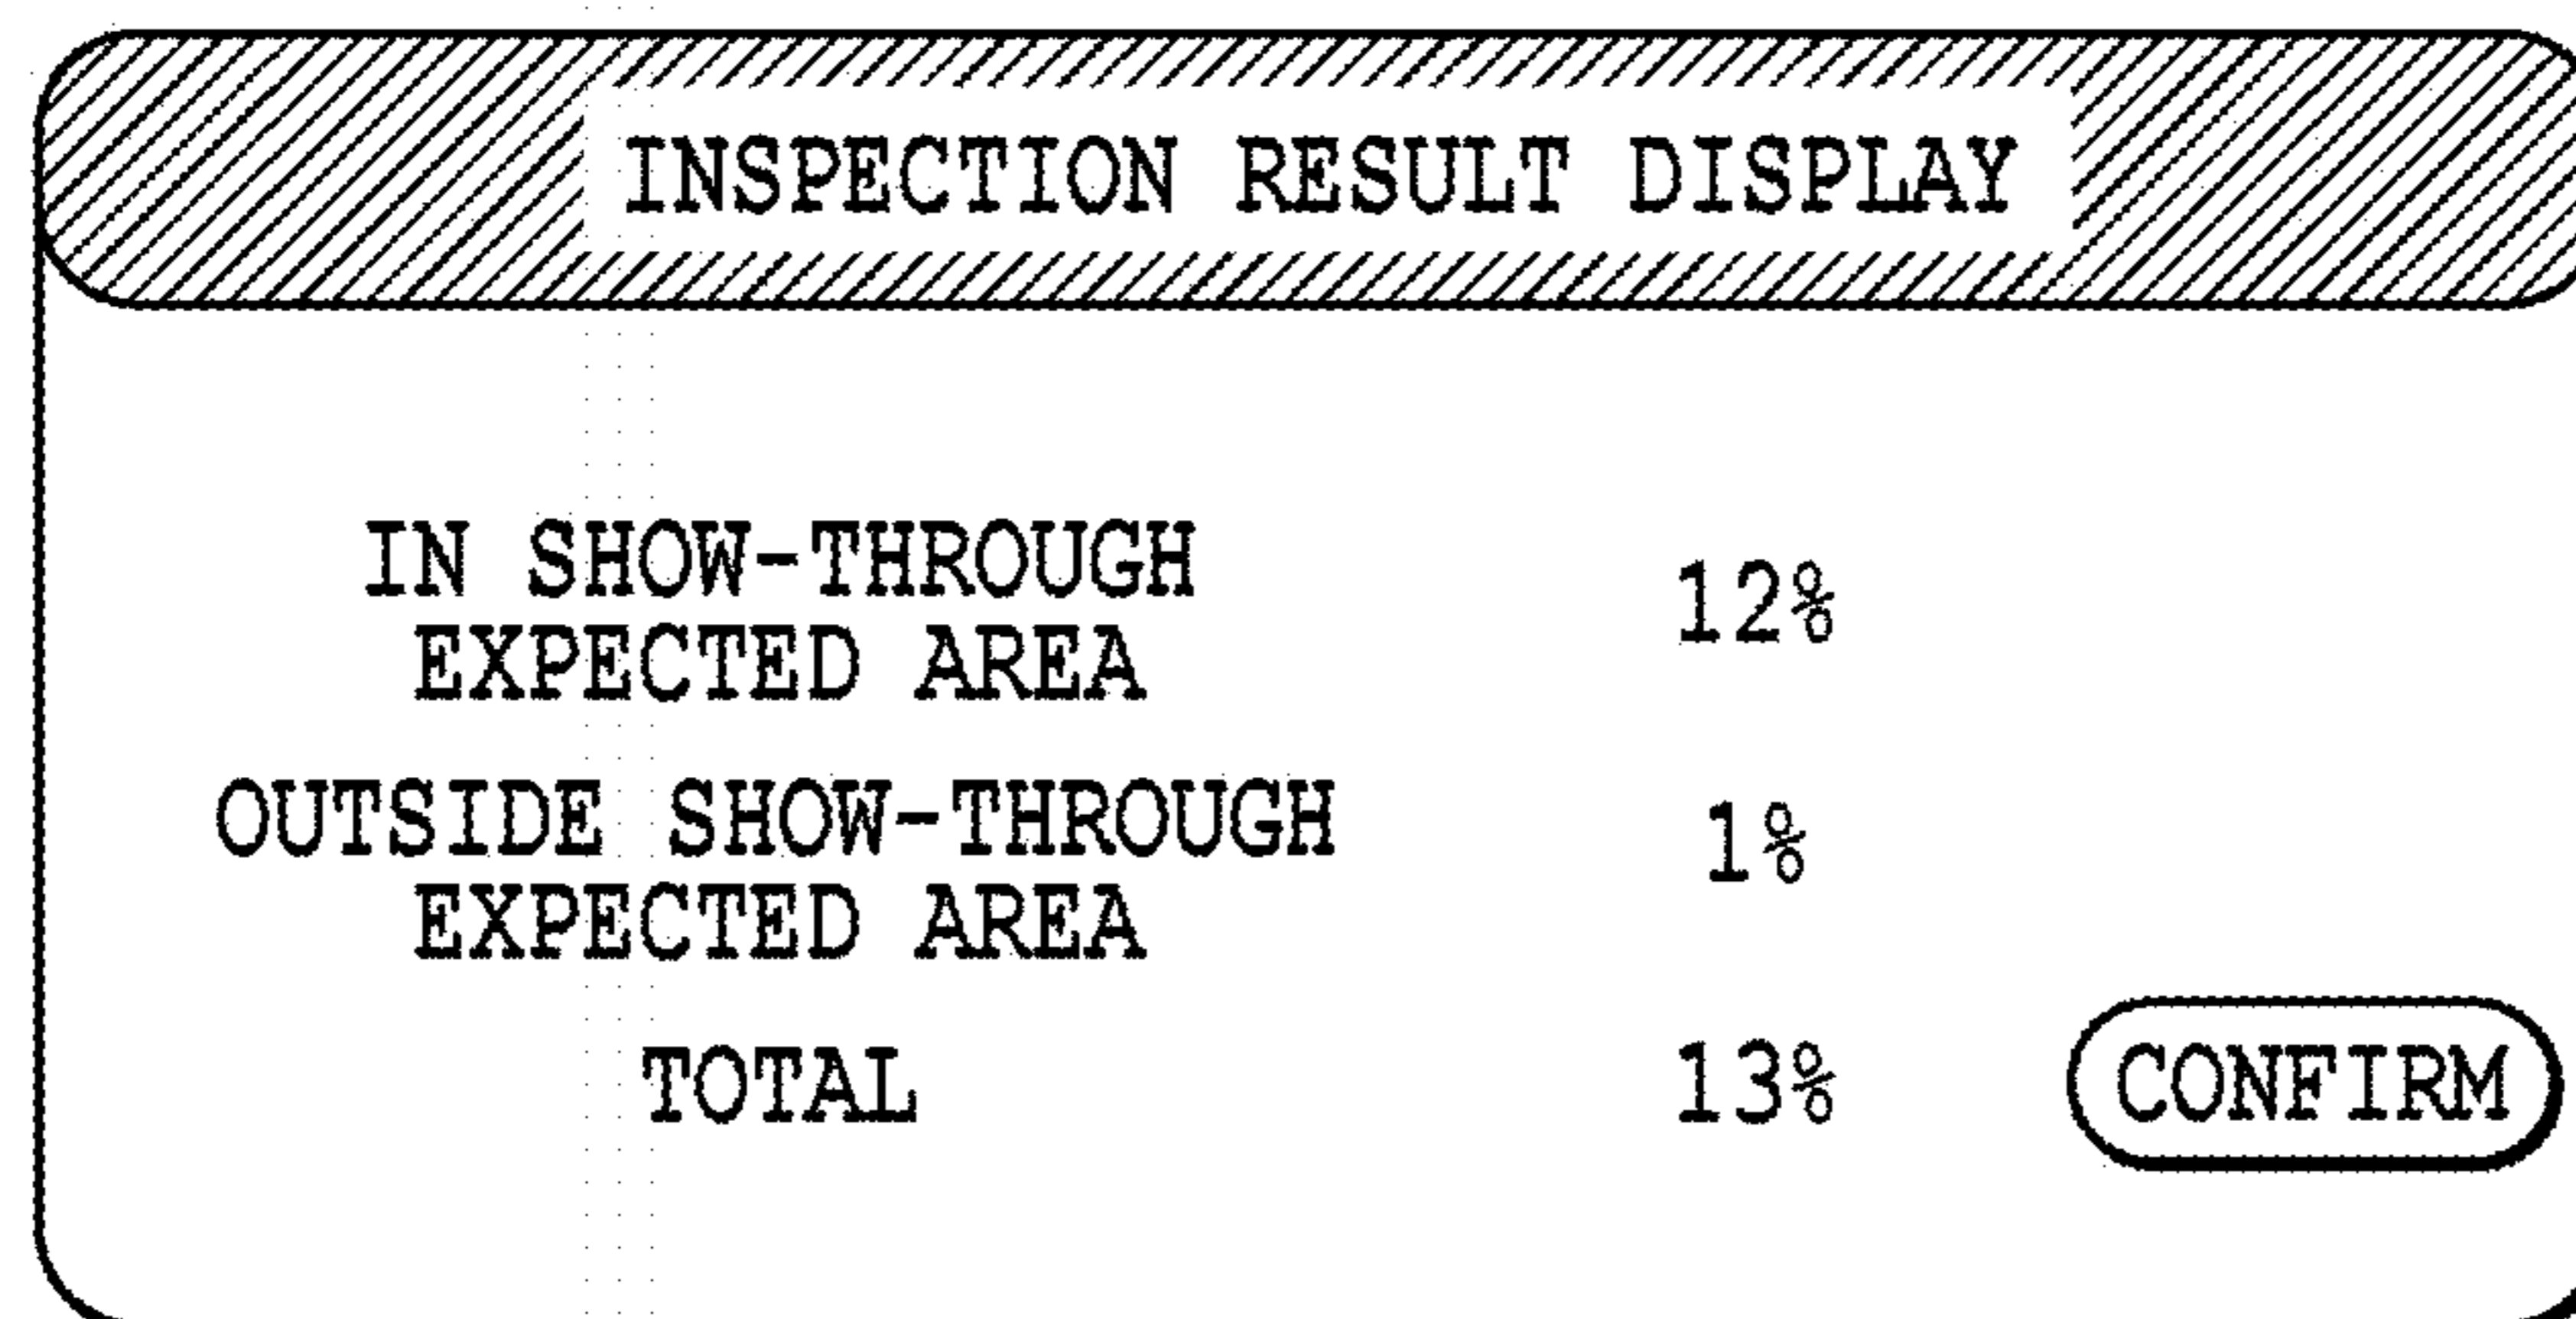 INSPECTION RESULT DISPLAY
IN SHOW-THROUGH
EXPECTED AREA
12%
OUTSIDE SHOW-THROUGH
EXPECTED AREA
1%
TOTAL
13%
CONFIRM